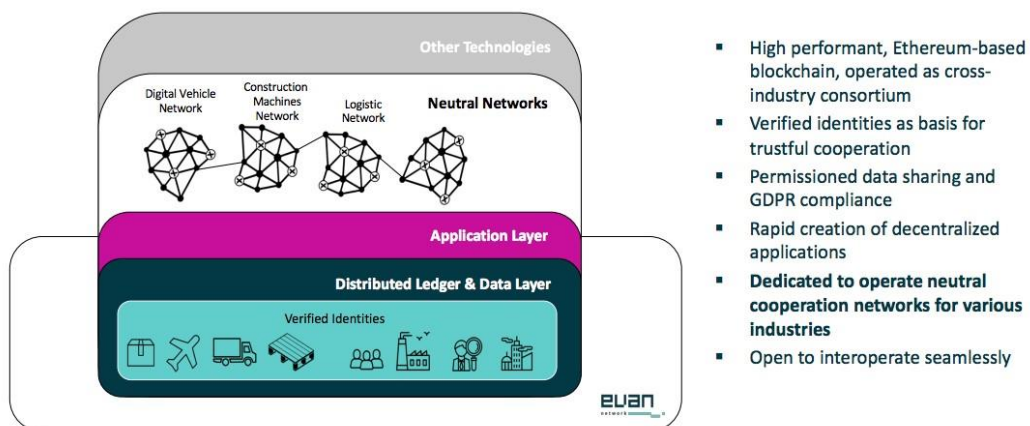 Other Technologies
Digital Vehicle
Network
Construction
Machines
Network
Logistic
Network
Neutral Networks
Application Layer
Distributed Ledger & Data Layer
Verified Identities
evan
network
▪ High performant, Ethereum-based
blockchain, operated as cross-
industry consortium
▪ Verified identities as basis for
trustful cooperation
▪ Permissioned data sharing and
GDPR compliance
▪ Rapid creation of decentralized
applications
▪ Dedicated to operate neutral
cooperation networks for various
industries
▪ Open to interoperate seamlessly